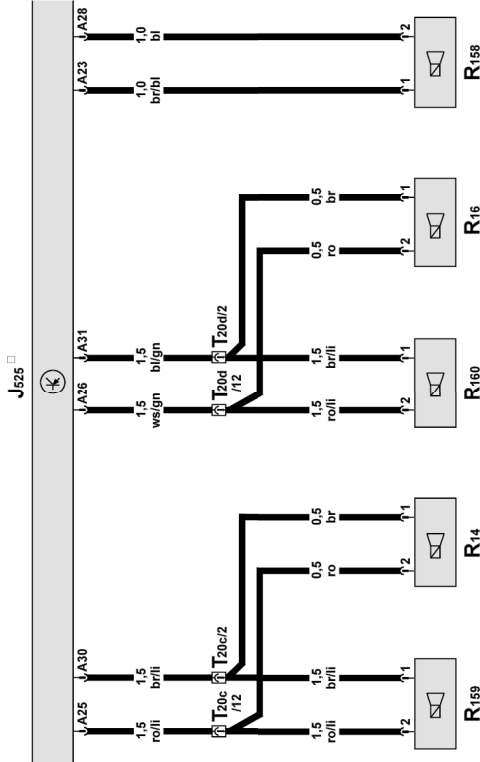 J525
A28
1,0
bl
2
R158
A23
1,0
br/bl
1
0,5
br
1
R16
0,5
ro
2
A31
1,5
bl/gn
T20d/2
1,5
br/li
1
R160
A26
1,5
ws/gn
T20d
/12
1,5
ro/li
2
0,5
br
1
R14
0,5
ro
2
A30
1,5
br/li
T20c/2
1,5
br/li
1
R159
A25
1,5
ro/li
T20c
/12
1,5
ro/li
2